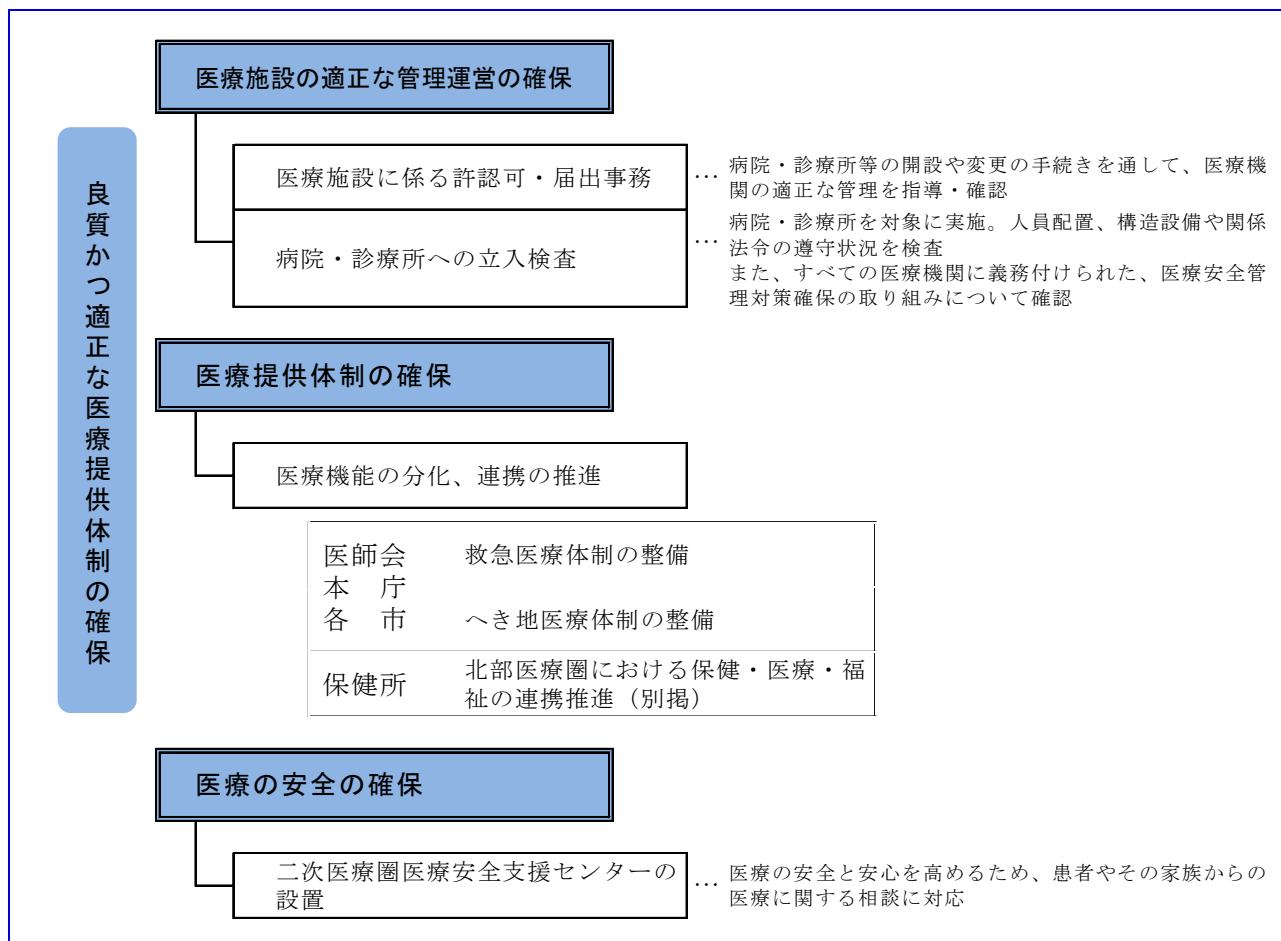 良質かつ適正な医療提供体制の確保
医療施設の適正な管理運営の確保
医療施設に係る許認可・届出事務
… 病院・診療所等の開設や変更の手続きを通して、医療機
関の適正な管理を指導・確認
病院・診療所への立入検査
… 病院・診療所を対象に実施。人員配置、構造設備や関係
法令の遵守状況を検査
また、すべての医療機関に義務付けられた、医療安全管
理対策確保の取り組みについて確認
医療提供体制の確保
医療機能の分化、連携の推進
医師会 救急医療体制の整備
本 庁
各 市 へき地医療体制の整備
保健所 北部医療圏における保健・医療・福
祉の連携推進（別掲）
医療の安全の確保
二次医療圏医療安全支援センターの
設置
… 医療の安全と安心を高めるため、患者やその家族からの
医療に関する相談に対応